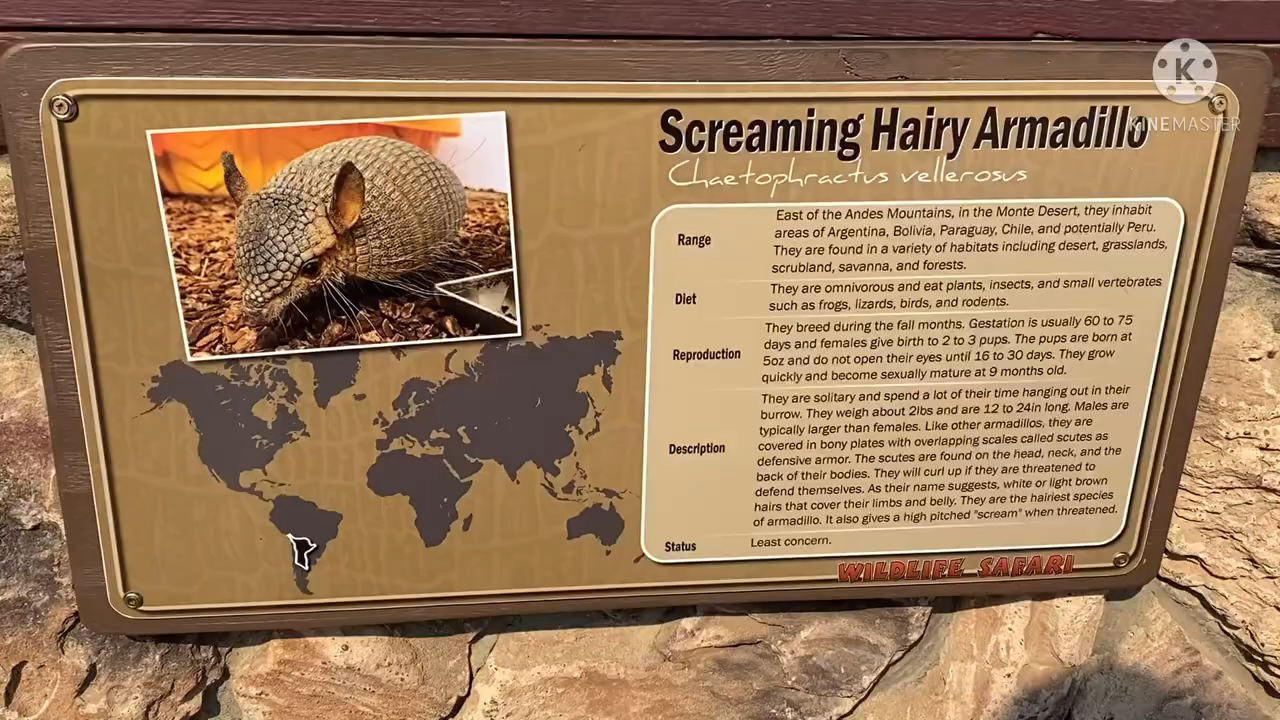 K
KINEMASTER
Screaming Hairy Armadillo
Chaetophractus vellerosus
Range
East of the Andes Mountains, in the Monte Desert, they inhabit
areas of Argentina, Bolivia, Paraguay, Chile, and potentially Peru.
They are found in a variety of habitats including desert, grasslands,
scrubland, savanna, and forests.
Diet
They are omnivorous and eat plants, insects, and small vertebrates
such as frogs, lizards, birds, and rodents.
Reproduction
They breed during the fall months. Gestation is usually 60 to 75
days and females give birth to 2 to 3 pups. The pups are born at
5oz and do not open their eyes until 16 to 30 days. They grow
quickly and become sexually mature at 9 months old.
Description
They are solitary and spend a lot of their time hanging out in their
burrow. They weigh about 2lbs and are 12 to 24in long. Males are
typically larger than females. Like other armadillos, they are
covered in bony plates with overlapping scales called scutes as
defensive armor. The scutes are found on the head, neck, and the
back of their bodies. They will curl up if they are threatened to
defend themselves. As their name suggests, white or light brown
hairs that cover their limbs and belly. They are the hairiest species
of armadillo. It also gives a high pitched "scream" when threatened.
Status
Least concern.
WILDLIFE SAFARI